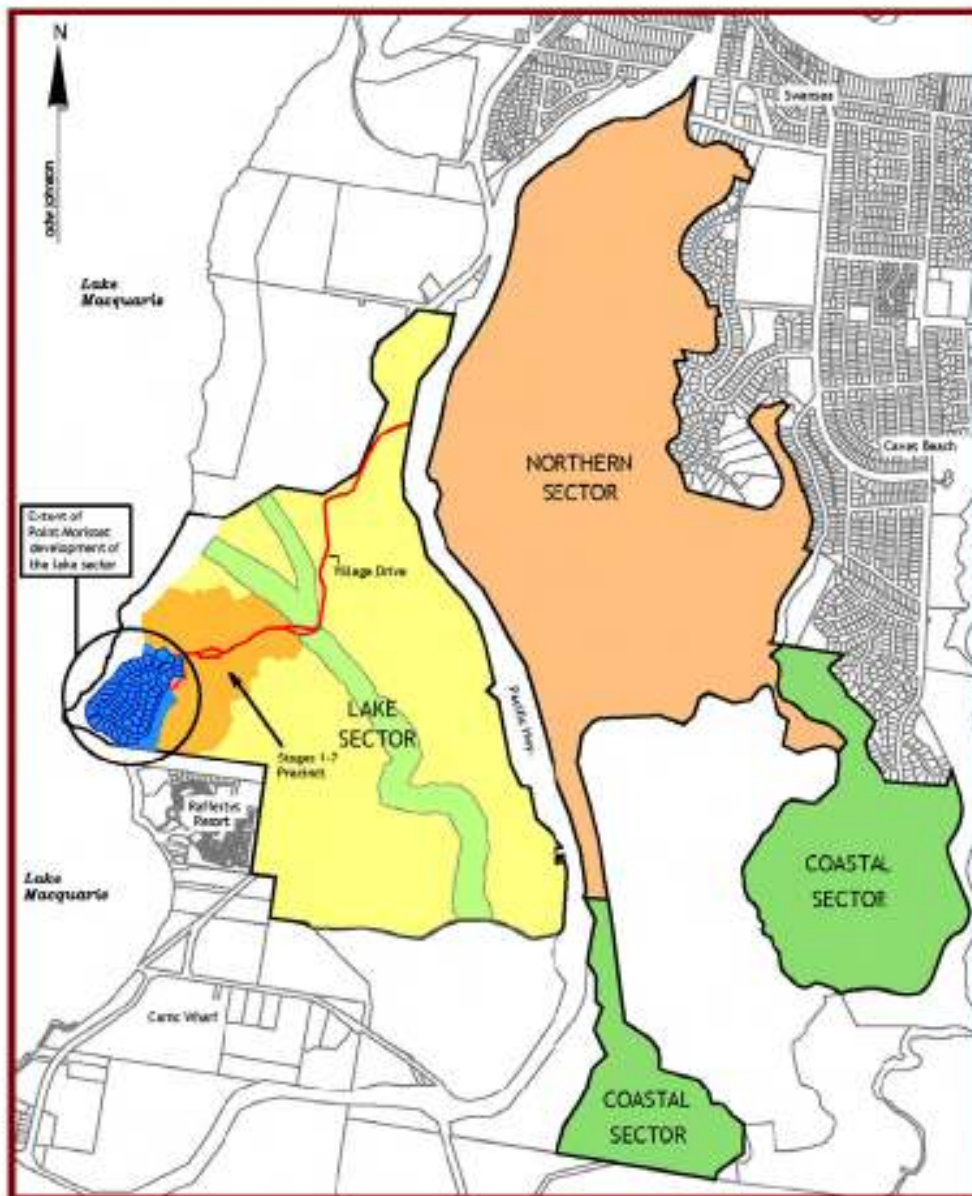 N
Swansea
Lake
Macquarie
NORTHERN
SECTOR
Caves Beach
Extent of
Point Morisset
development of
the lake sector
Village Drive
LAKE
SECTOR
Pacific Hwy
Stages 1-7
Precinct
Raffertys
Resort
Lake
Macquarie
COASTAL
SECTOR
Cams Wharf
COASTAL
SECTOR